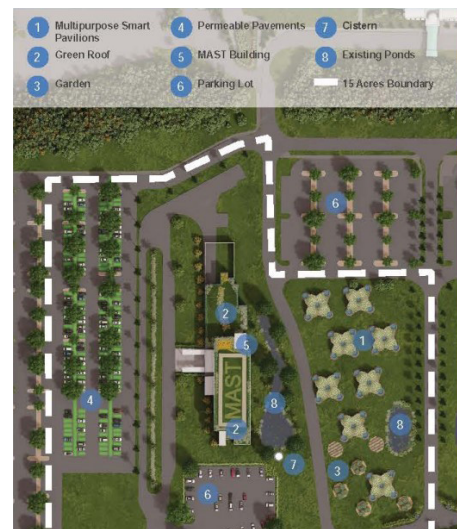 1 Multipurpose Smart Pavilions
4 Permeable Pavements
7 Cistern
2 Green Roof
5 MAST Building
8 Existing Ponds
3 Garden
6 Parking Lot
15 Acres Boundary
6
2
5
1
MAST
4
8
8
2
7
3
6